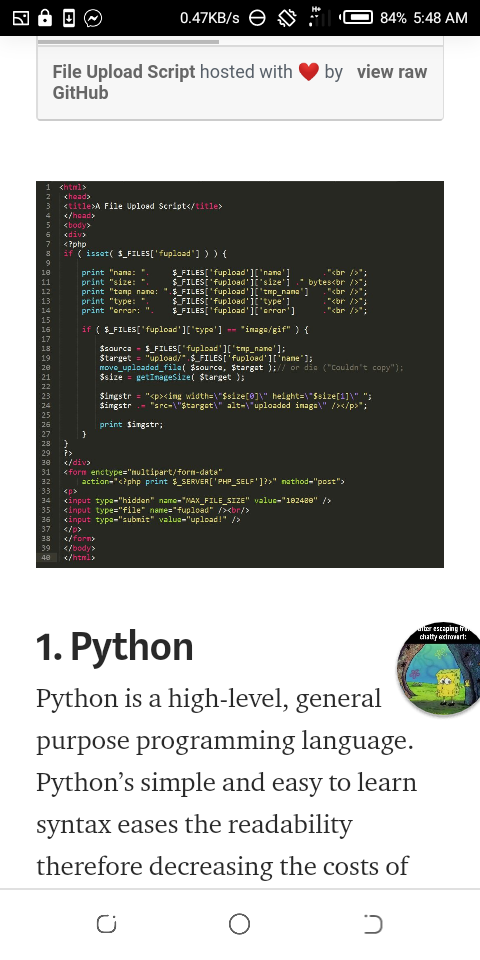 0.47KB/s H+ 84% 5:48 AM
File Upload Script hosted with ❤ by view raw
GitHub
1 <html>
2 <head>
3 <title>A File Upload Script</title>
4 </head>
5 <body>
6 <div>
7 <?php
8 if ( isset( $_FILES['fupload'] ) ) {
9
10 print "name: ". $_FILES['fupload']['name'] ."<br />";
11 print "size: ". $_FILES['fupload']['size'] ." bytes<br />";
12 print "temp name: ".$_FILES['fupload']['tmp_name'] ."<br />";
13 print "type: ". $_FILES['fupload']['type'] ."<br />";
14 print "error: ". $_FILES['fupload']['error'] ."<br />";
15
16 if ( $_FILES['fupload']['type'] == "image/gif" ) {
17
18 $source = $_FILES['fupload']['tmp_name'];
19 $target = "upload/".$_FILES['fupload']['name'];
20 move_uploaded_file( $source, $target );// or die ("Couldn't copy");
21 $size = getImageSize( $target );
22
23 $imgstr = "<p><img width=\"$size[0]\" height=\"$size[1]\" ";
24 $imgstr .= "src=\"$target\" alt=\"uploaded image\" /></p>";
25
26 print $imgstr;
27 }
28 }
29 ?>
30 </div>
31 <form enctype="multipart/form-data"
32 action="<?php print $_SERVER['PHP_SELF']?>" method="post">
33 <p>
34 <input type="hidden" name="MAX_FILE_SIZE" value="102400" />
35 <input type="file" name="fupload" /><br/>
36 <input type="submit" value="upload!" />
37 </p>
38 </form>
39 </body>
40 </html>
1. Python
escaping
chatty extrovert:
Python is a high-level, general
purpose programming language.
Python’s simple and easy to learn
syntax eases the readability
therefore decreasing the costs of